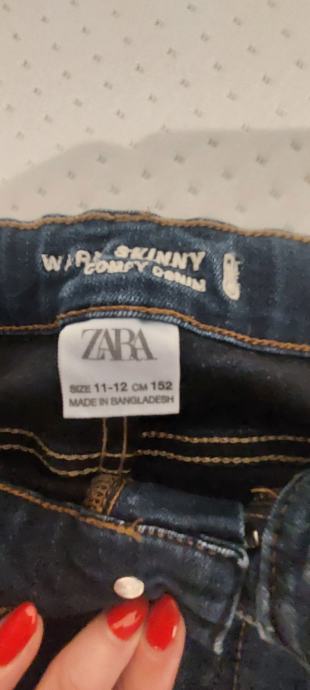 SKINNY
COMFY DENIM
ZARA
SIZE 11-12 CM 152
MADE IN BANGLADESH